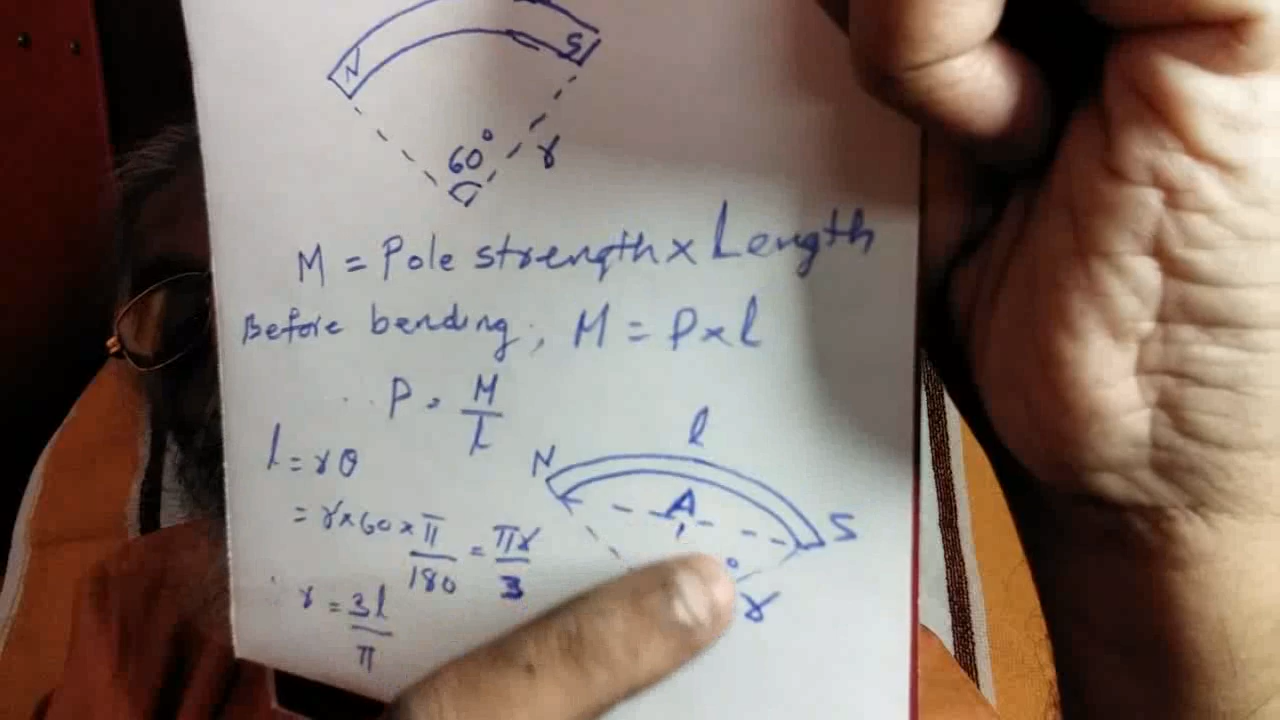 N S
60° r
M = Pole strength x Length
Before bending, M = P x l
P = M/l
l = rθ
= r x 60 x π/180 = πr/3
∴ r = 3l/π
l
N
A
S
° r